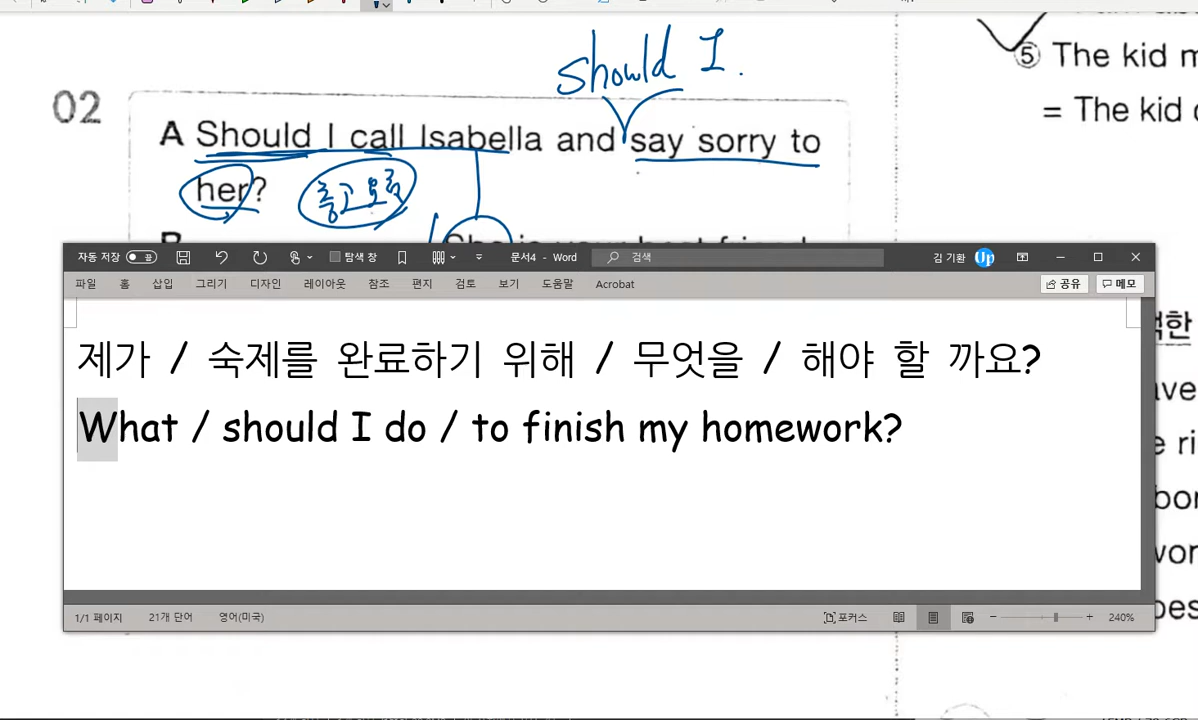 should I.
⑤ The kid
02
= The kid
A Should I call Isabella and say sorry to
her? 종고요를
자동 저장 끔 탐색 창 문서4 - Word 검색 김 기환 Up
파일 홈 삽입 그리기 디자인 레이아웃 참조 편지 검토 보기 도움말 Acrobat 공유 메모
제가 / 숙제를 완료하기 위해 / 무엇을 / 해야 할 까요?
What / should I do / to finish my homework?
1/1 페이지 21개 단어 영어(미국) 포커스 240%